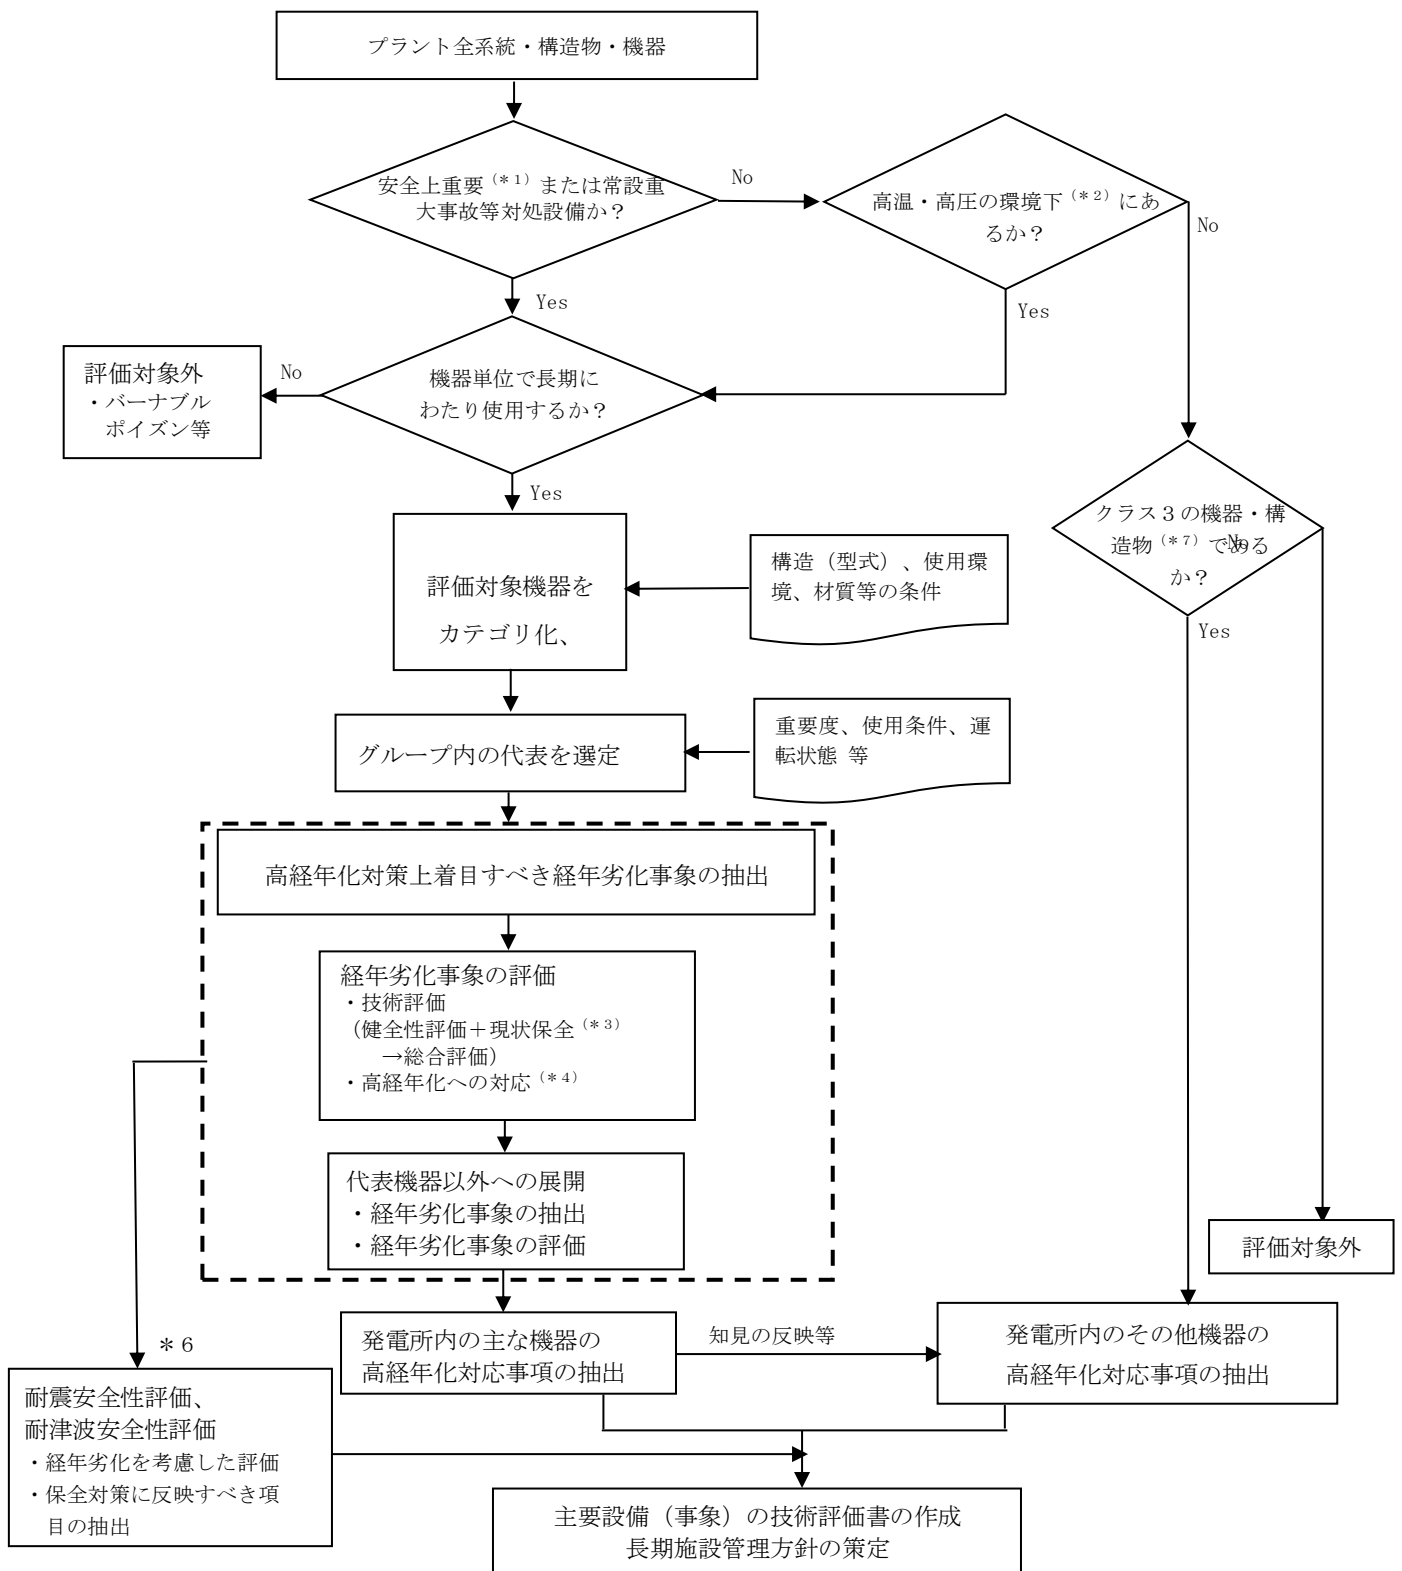 プラント全系統・構造物・機器
安全上重要(*1)または常設重
大事故等対処設備か?
No
高温・高圧の環境下(*2)にあ
るか?
No
Yes
Yes
評価対象外
・バーナブル
ポイズン等
No
機器単位で長期に
わたり使用するか?
Yes
クラス3の機器・構
造物(*7)である
か?
No
Yes
評価対象機器を
カテゴリ化、
構造(型式)、使用環
境、材質等の条件
グループ内の代表を選定
重要度、使用条件、運
転状態 等
高経年化対策上着目すべき経年劣化事象の抽出
経年劣化事象の評価
・技術評価
(健全性評価+現状保全(*3)
→総合評価)
・高経年化への対応(*4)
代表機器以外への展開
・経年劣化事象の抽出
・経年劣化事象の評価
評価対象外
発電所内の主な機器の
高経年化対応事項の抽出
知見の反映等
発電所内のその他機器の
高経年化対応事項の抽出
*6
耐震安全性評価、
耐津波安全性評価
・経年劣化を考慮した評価
・保全対策に反映すべき項
目の抽出
主要設備(事象)の技術評価書の作成
長期施設管理方針の策定